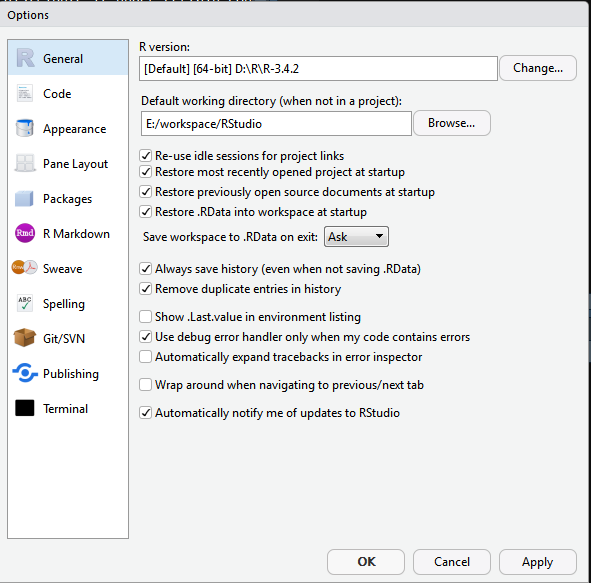 Options
R General
Code
Appearance
Pane Layout
Packages
Rmd R Markdown
Sweave
ABC Spelling
Git/SVN
Publishing
Terminal
R version:
[Default] [64-bit] D:\R\R-3.4.2
Change...
Default working directory (when not in a project):
E:/workspace/RStudio
Browse...
Re-use idle sessions for project links
Restore most recently opened project at startup
Restore previously open source documents at startup
Restore .RData into workspace at startup
Save workspace to .RData on exit: Ask
Always save history (even when not saving .RData)
Remove duplicate entries in history
Show .Last.value in environment listing
Use debug error handler only when my code contains errors
Automatically expand tracebacks in error inspector
Wrap around when navigating to previous/next tab
Automatically notify me of updates to RStudio
OK
Cancel
Apply